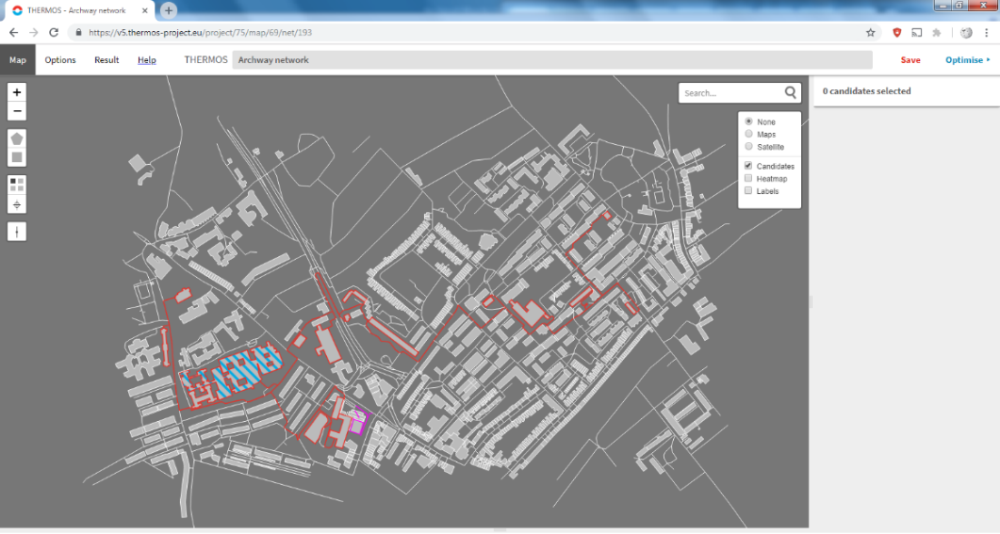 THERMOS - Archway network
https://v5.thermos-project.eu/project/75/map/69/net/193
Map Options Result Help THERMOS Archway network Save Optimise
0 candidates selected
Search...
None
Maps
Satellite
Candidates
Heatmap
Labels